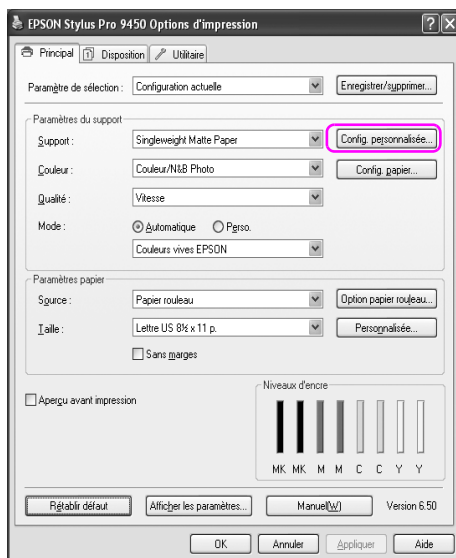 EPSON Stylus Pro 9450 Options d'impression
Principal Disposition Utilitaire
Paramètre de sélection : Configuration actuelle Enregistrer/supprimer...
Paramètres du support
Support : Singleweight Matte Paper Config. personnalisée...
Couleur : Couleur/N&B Photo Config. papier...
Qualité : Vitesse
Mode : Automatique Perso.
Couleurs vives EPSON
Paramètres papier
Source : Papier rouleau Option papier rouleau...
Taille : Lettre US 8½ x 11 p. Personnalisée...
Sans marges
Aperçu avant impression
Niveaux d'encre
MK MK M M C C Y Y
Rétablir défaut Afficher les paramètres... Manuel(W) Version 6.50
OK Annuler Appliquer Aide